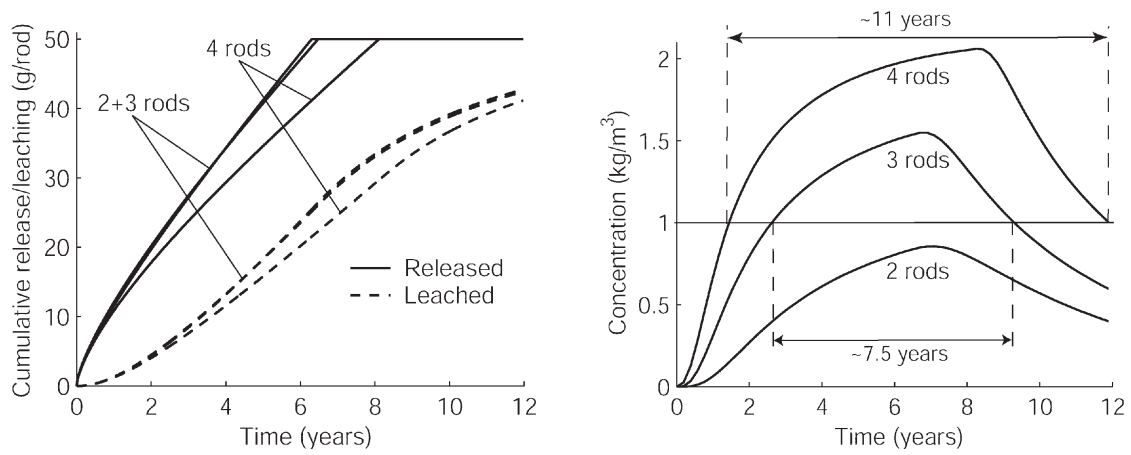 Cumulative release/leaching (g/rod)
50
40
30
20
10
0
4 rods
2+3 rods
Released
Leached
0 2 4 6 8 10 12
Time (years)
~11 years
Concentration (kg/m³)
2
1.5
1
0.5
0
4 rods
3 rods
2 rods
~7.5 years
0 2 4 6 8 10 12
Time (years)